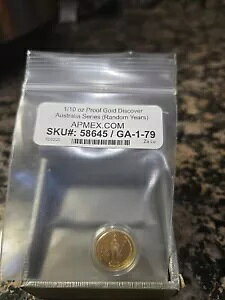 1/10 oz Proof Gold Discover
Australia Series (Random Years)
APMEX.COM
SKU#: 58645 / GA-1-79